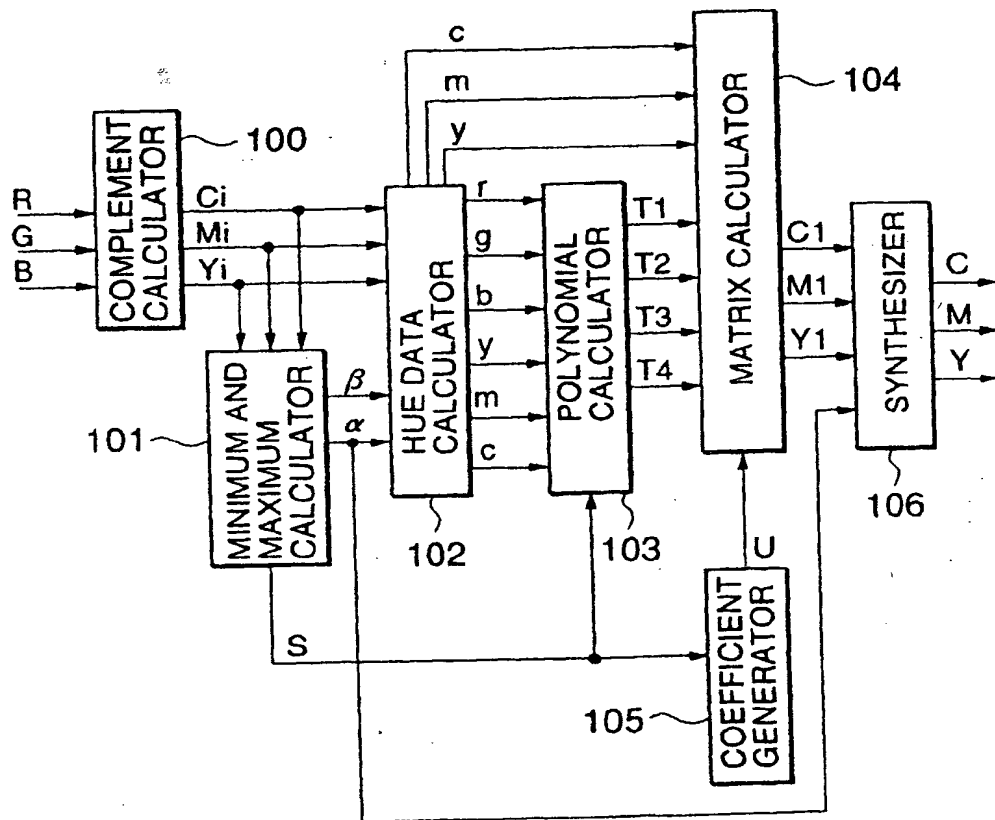 c
m
104
y
100
COMPLEMENT
CALCULATOR
R
G
B
Ci
Mi
Yi
r
g
b
y
m
c
HUE DATA
CALCULATOR
102
POLYNOMIAL
CALCULATOR
103
T1
T2
T3
T4
MATRIX CALCULATOR
C1
M1
Y1
SYNTHESIZER
106
C
M
Y
MINIMUM AND
MAXIMUM
CALCULATOR
101
β
α
S
U
COEFFICIENT
GENERATOR
105